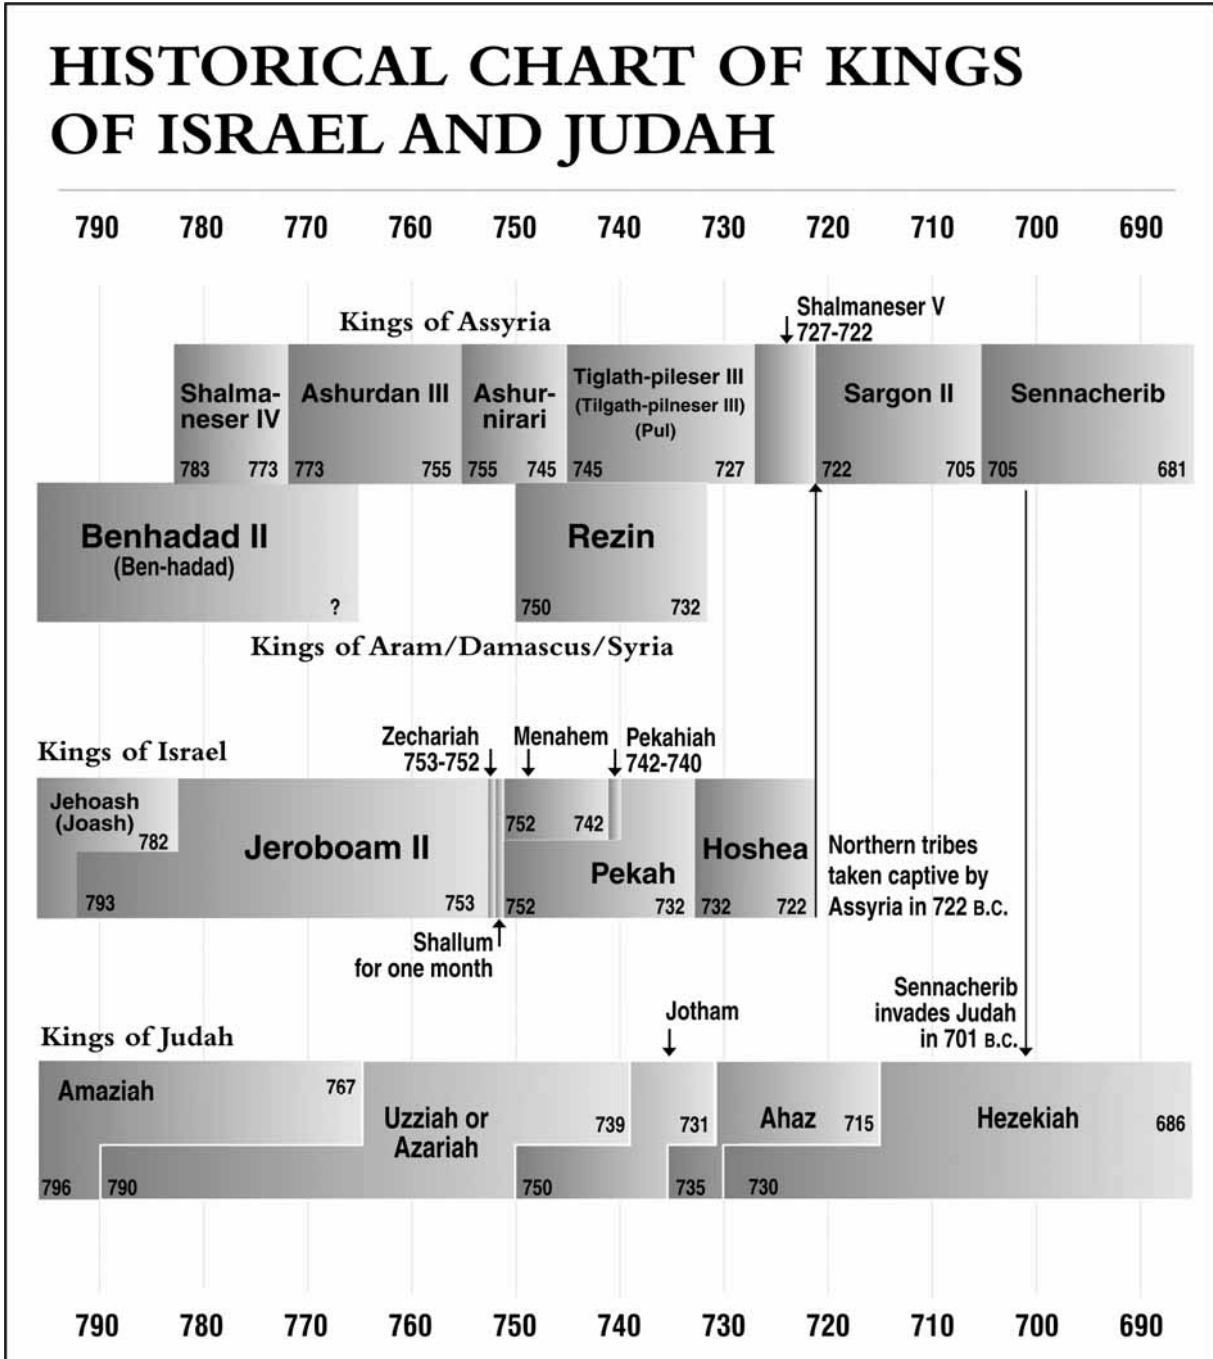 HISTORICAL CHART OF KINGS
OF ISRAEL AND JUDAH
790 780 770 760 750 740 730 720 710 700 690
Kings of Assyria
Shalmaneser V
727-722
Shalma-
neser IV
783 773
Ashurdan III
773 755
Ashur-
nirari
755 745
Tiglath-pileser III
(Tilgath-pilneser III)
(Pul)
745 727
Sargon II
722 705
Sennacherib
705 681
Benhadad II
(Ben-hadad)
?
Rezin
750 732
Kings of Aram/Damascus/Syria
Kings of Israel
Zechariah
753-752
Menahem
Pekahiah
742-740
Jehoash
(Joash)
782
Jeroboam II
793 753
752 742
Pekah
752 732
Hoshea
732 722
Northern tribes
taken captive by
Assyria in 722 B.C.
Shallum
for one month
Sennacherib
invades Judah
in 701 B.C.
Kings of Judah
Jotham
Amaziah 767
796
Uzziah or
Azariah
739
790
731
750
Ahaz 715
735
Hezekiah 686
730
790 780 770 760 750 740 730 720 710 700 690